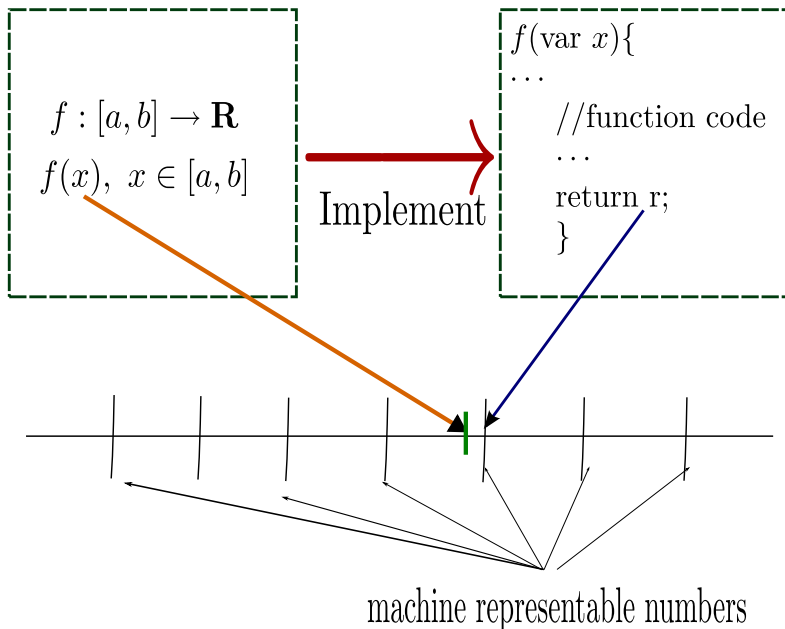 f : [a, b] → R
f(x), x ∈ [a, b]
Implement
f(var x){
...
//function code
...
return r;
}
machine representable numbers